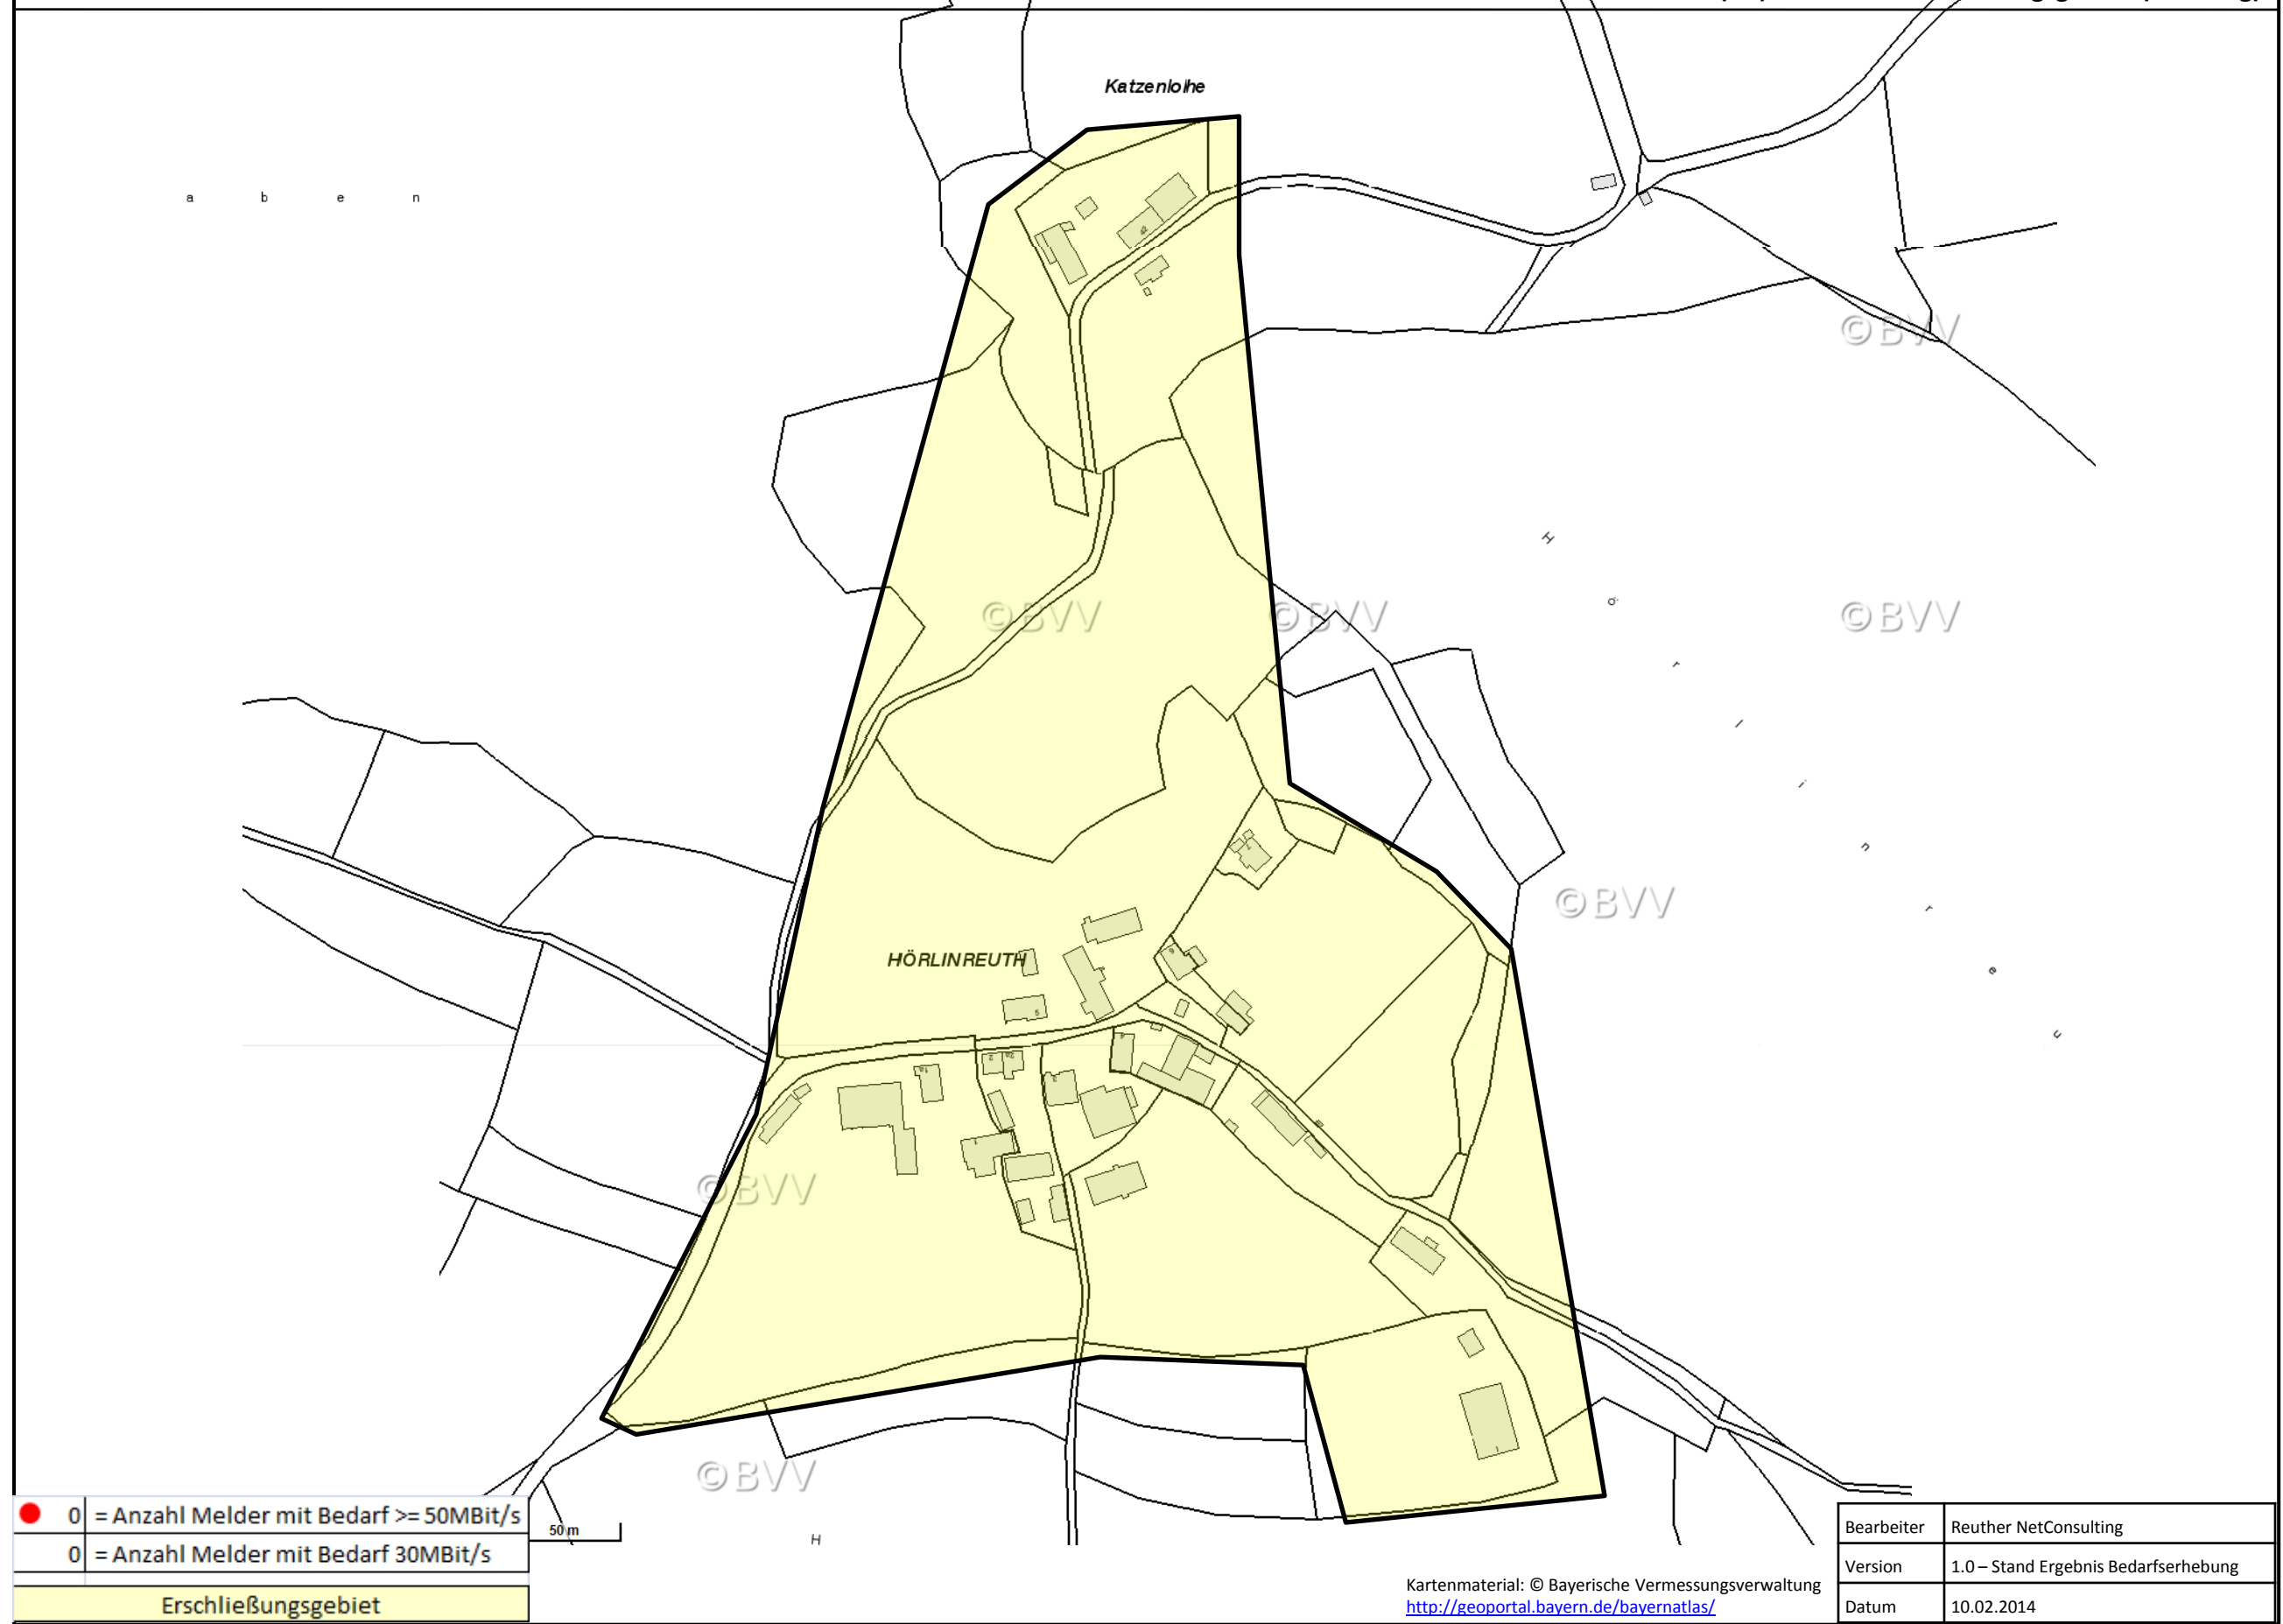 Katzenlohe
a b e n
©BVV
©BVV
©BVV
©BVV
H ö r l i n r e u
©BVV
HÖRLINREUTH
©BVV
©BVV
0 = Anzahl Melder mit Bedarf >= 50MBit/s
0 = Anzahl Melder mit Bedarf 30MBit/s
Erschließungsgebiet
50 m
H
Kartenmaterial: © Bayerische Vermessungsverwaltung
http://geoportal.bayern.de/bayernatlas/
Bearbeiter Reuther NetConsulting
Version 1.0 – Stand Ergebnis Bedarfserhebung
Datum 10.02.2014